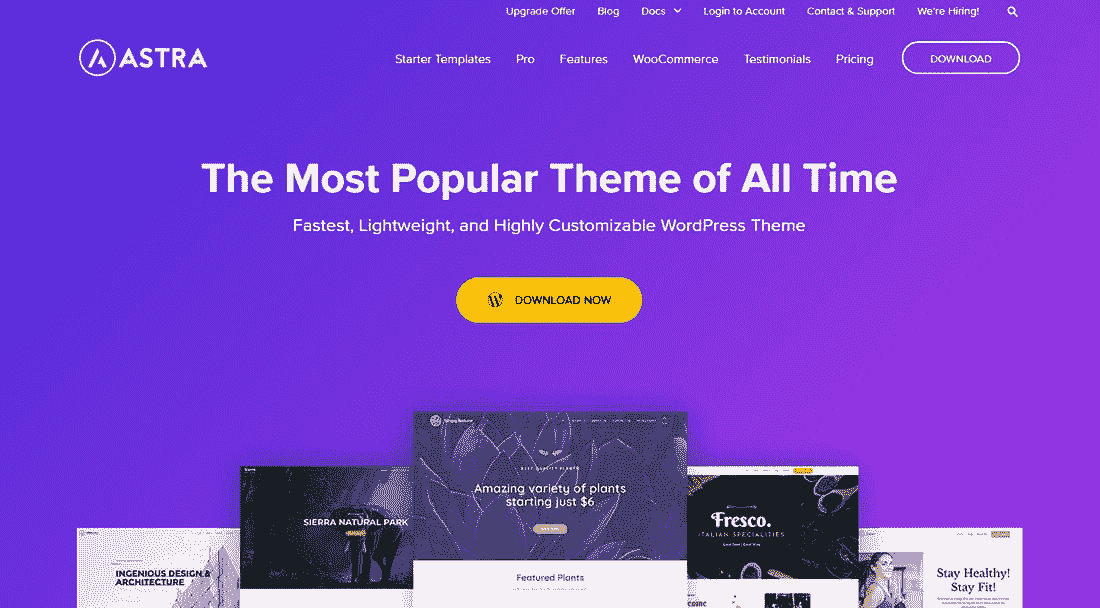 Upgrade Offer Blog Docs Login to Account Contact & Support We're Hiring!
ASTRA Starter Templates Pro Features WooCommerce Testimonials Pricing DOWNLOAD
The Most Popular Theme of All Time
Fastest, Lightweight, and Highly Customizable WordPress Theme
DOWNLOAD NOW
BEST QUALITY PLANTS
Amazing variety of plants
starting just $6
SIERRA NATURAL PARK
Fresco.
ITALIAN SPECIALITIES
INGENIOUS DESIGN &
ARCHITECTURE
Featured Plants
Stay Healthy!
Stay Fit!